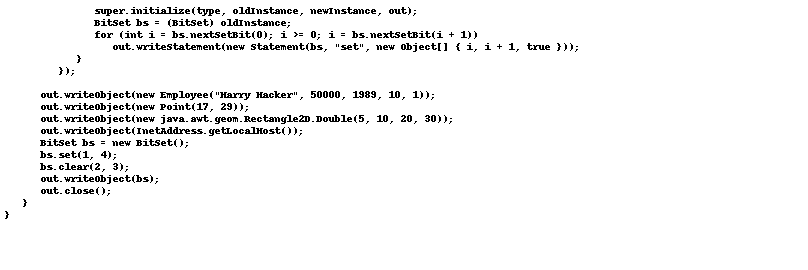 super.initialize(type, oldInstance, newInstance, out);
BitSet bs = (BitSet) oldInstance;
for (int i = bs.nextSetBit(0); i >= 0; i = bs.nextSetBit(i + 1))
out.writeStatement(new Statement(bs, "set", new Object[] { i, i + 1, true }));
}
});
out.writeObject(new Employee("Harry Hacker", 50000, 1989, 10, 1));
out.writeObject(new Point(17, 29));
out.writeObject(new java.awt.geom.Rectangle2D.Double(5, 10, 20, 30));
out.writeObject(InetAddress.getLocalHost());
BitSet bs = new BitSet();
bs.set(1, 4);
bs.clear(2, 3);
out.writeObject(bs);
out.close();
}
}